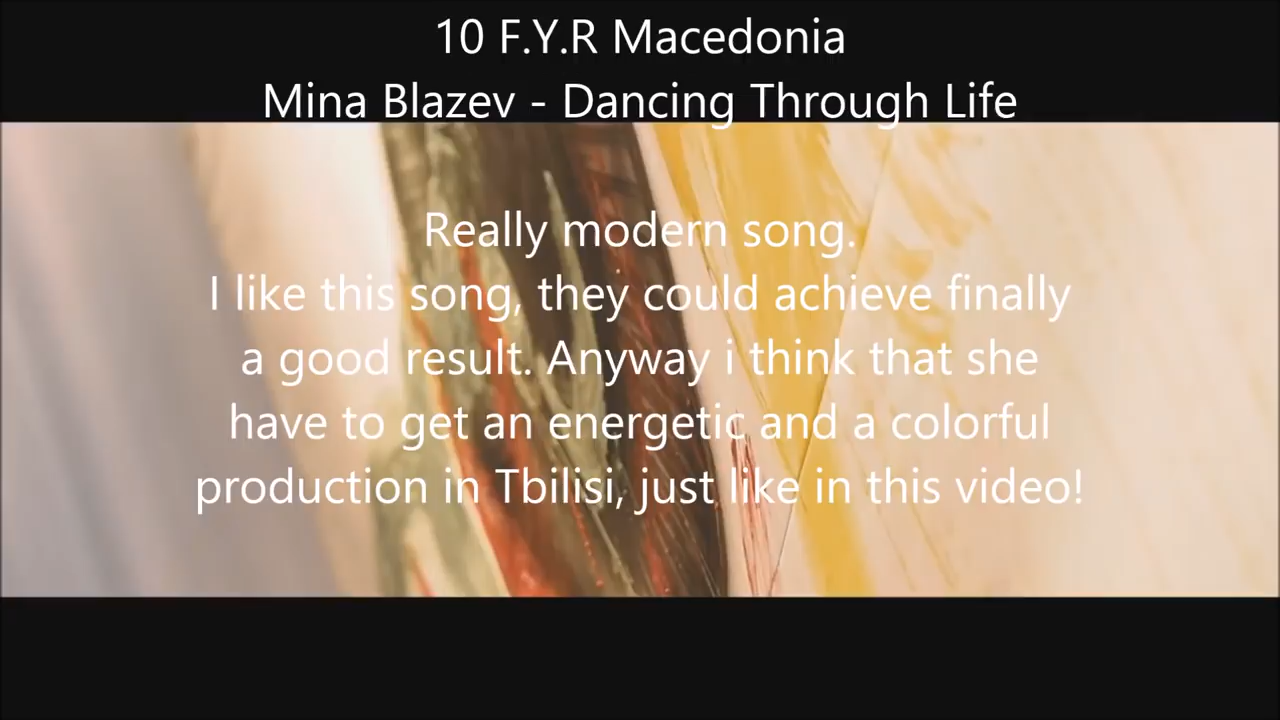 10 F.Y.R Macedonia
Mina Blazev - Dancing Through Life
Really modern song.
I like this song, they could achieve finally
a good result. Anyway i think that she
have to get an energetic and a colorful
production in Tbilisi, just like in this video!